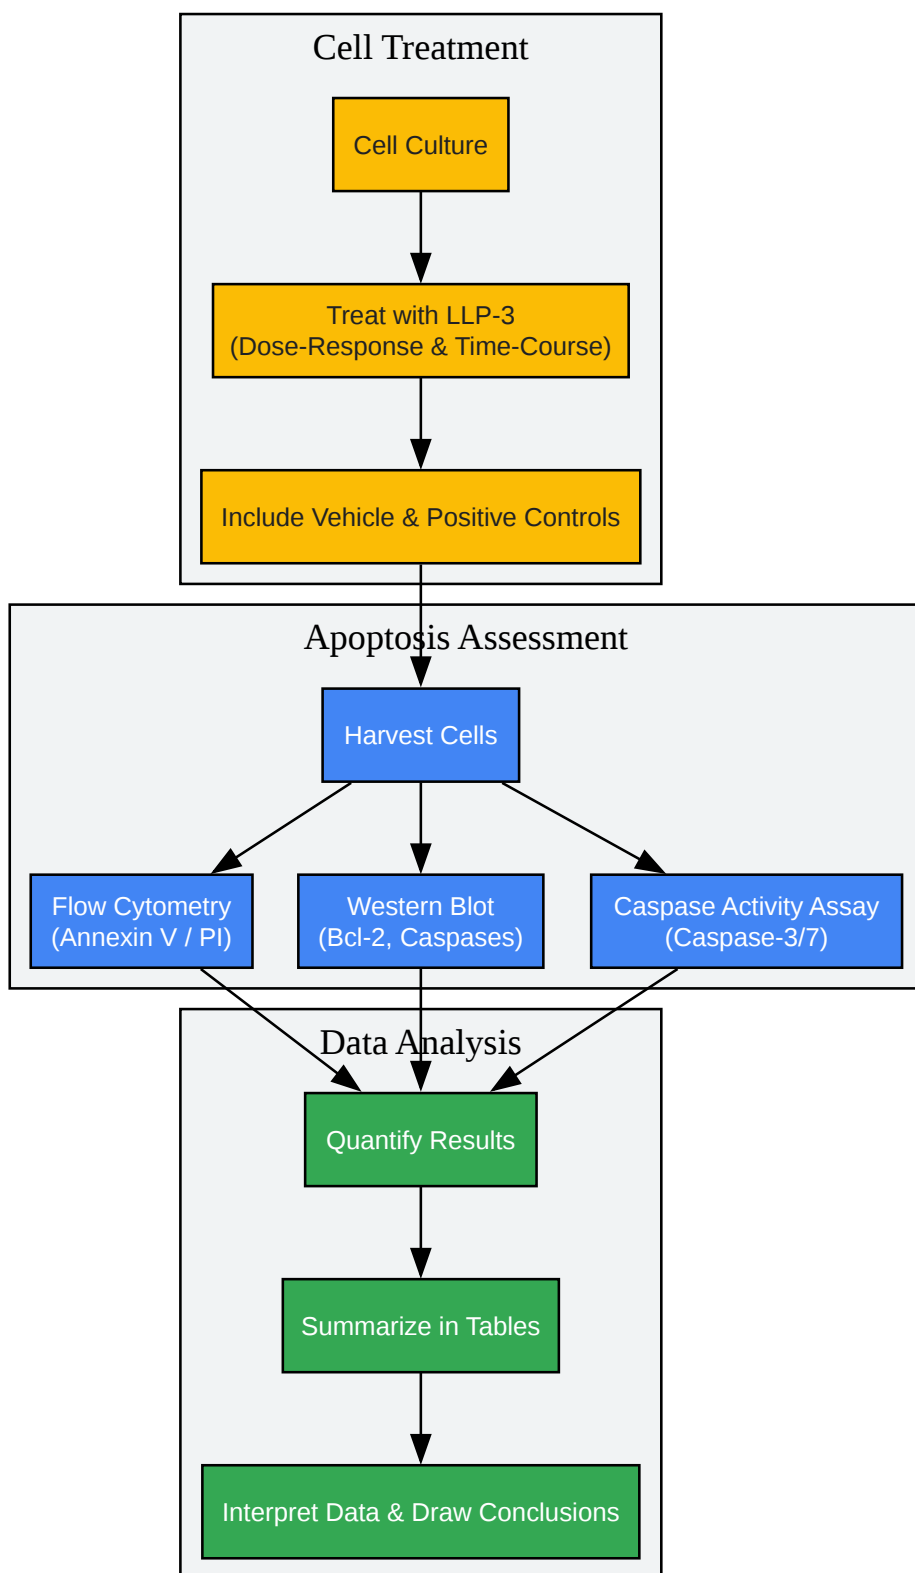 Cell Treatment
Cell Culture
Treat with LLP-3
(Dose-Response & Time-Course)
Include Vehicle & Positive Controls
Apoptosis Assessment
Harvest Cells
Flow Cytometry
(Annexin V / PI)
Western Blot
(Bcl-2, Caspases)
Caspase Activity Assay
(Caspase-3/7)
Data Analysis
Quantify Results
Summarize in Tables
Interpret Data & Draw Conclusions